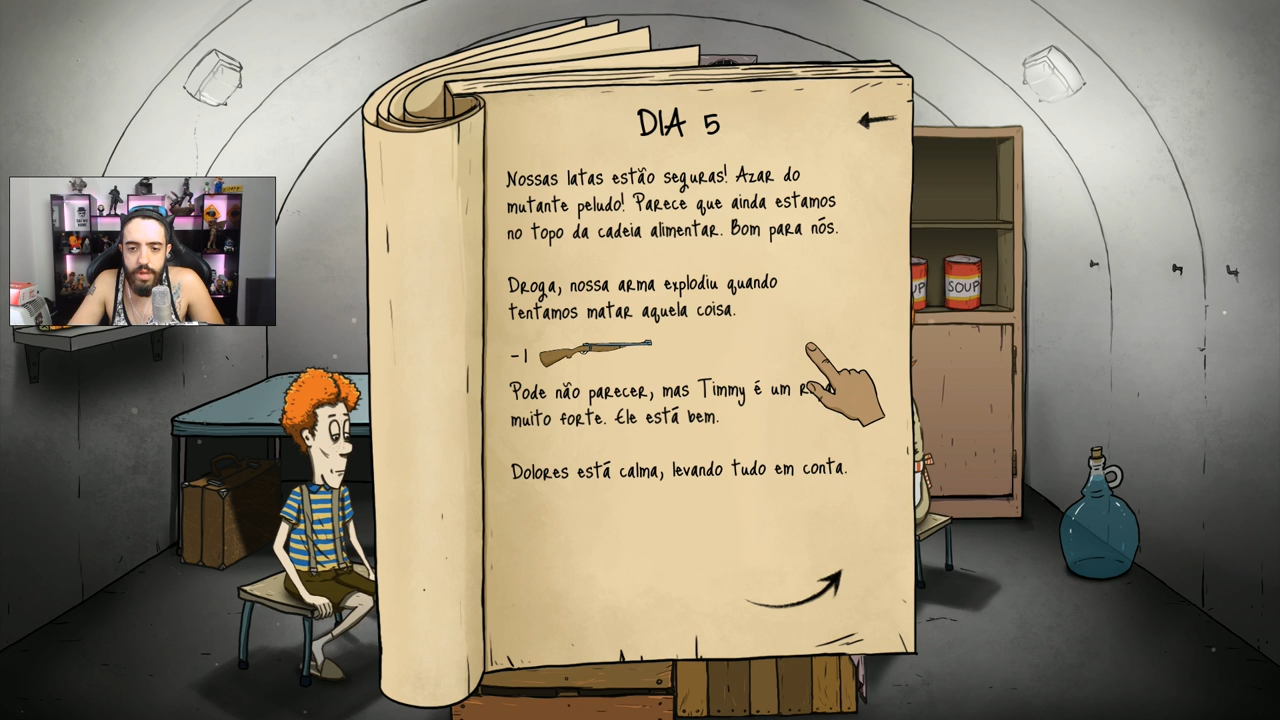 DIA 5
Nossas latas estão seguras! Azar do
mutante peludo! Parece que ainda estamos
no topo da cadeia alimentar. Bom para nós.
Droga, nossa arma explodiu quando
tentamos matar aquela coisa.
-1
Pode não parecer, mas Timmy é um
muito forte. Ele está bem.
Dolores está calma, levando tudo em conta.
SOUP